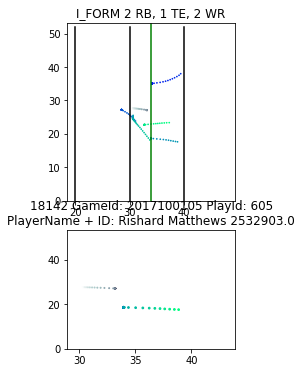 I_FORM 2 RB, 1 TE, 2 WR
50
40
30
20
10
0
20 30 40
18142 GameId: 2017100105 PlayId: 605
PlayerName + ID: Rishard Matthews 2532903.0
40
20
0
30 35 40